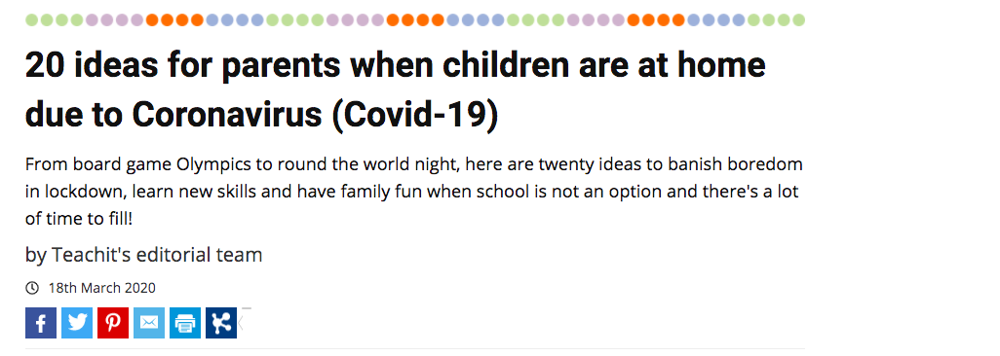 20 ideas for parents when children are at home
due to Coronavirus (Covid-19)
From board game Olympics to round the world night, here are twenty ideas to banish boredom
in lockdown, learn new skills and have family fun when school is not an option and there's a lot
of time to fill!
by Teachit's editorial team
18th March 2020